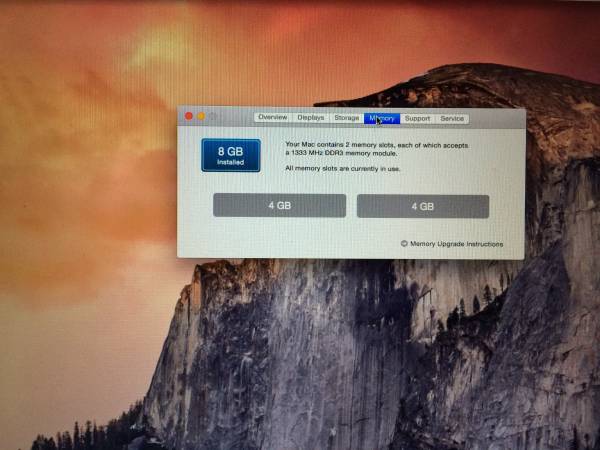 Overview Displays Storage Memory Support Service
8 GB
Installed
Your Mac contains 2 memory slots, each of which accepts
a 1333 MHz DDR3 memory module.
All memory slots are currently in use.
4 GB 4 GB
Memory Upgrade Instructions